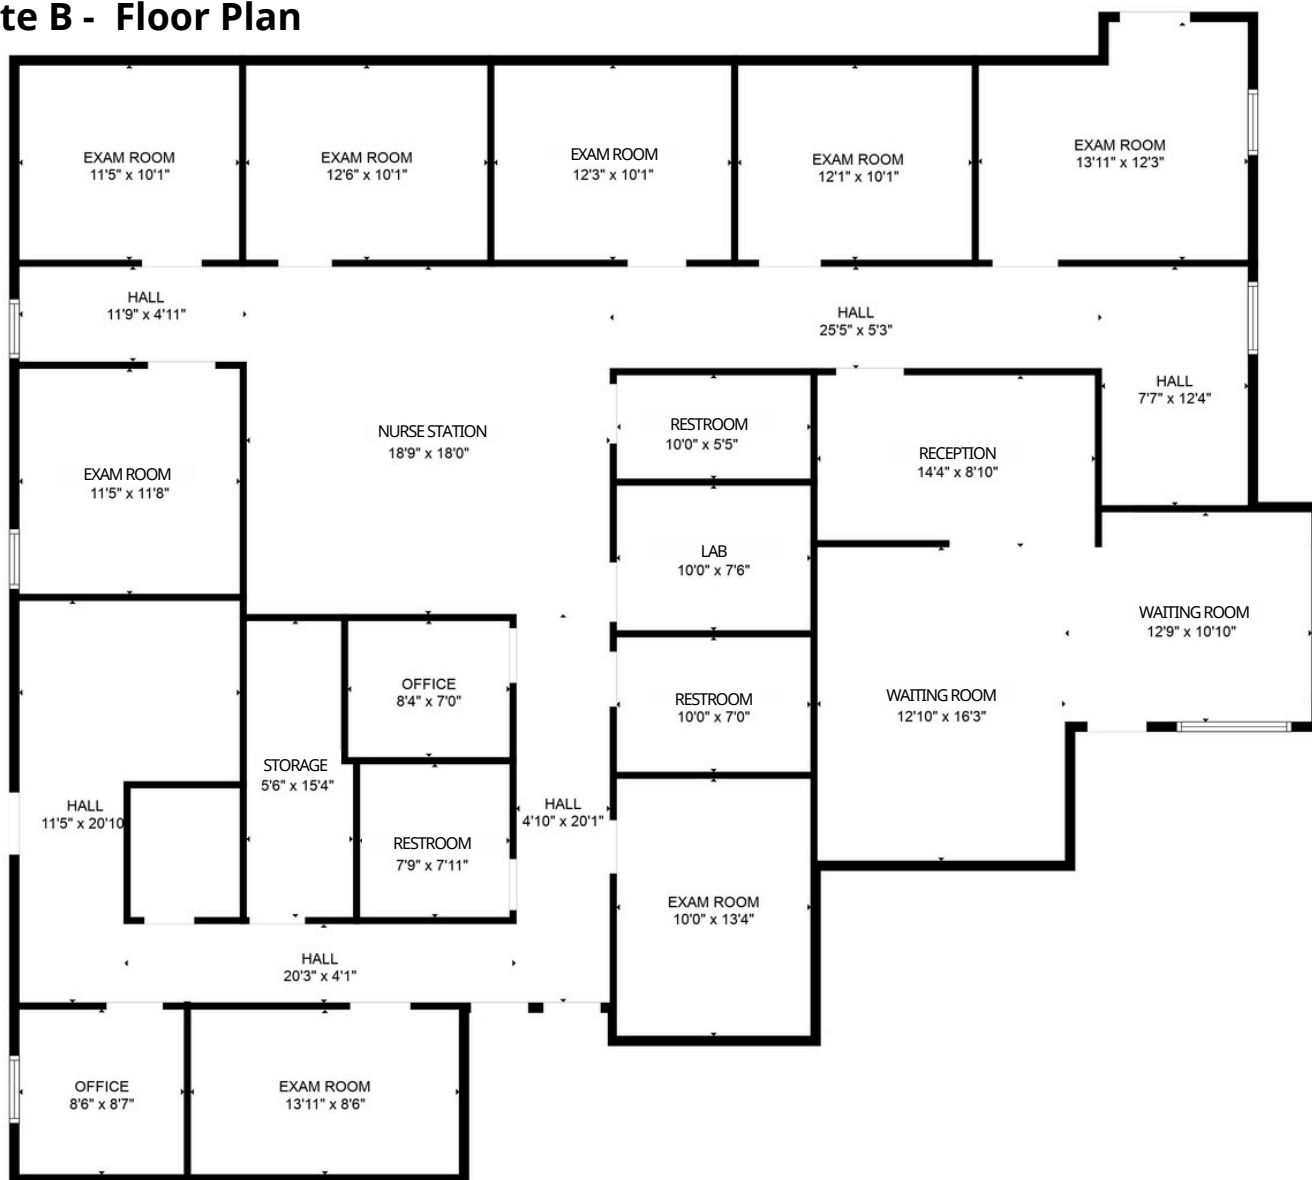 te B - Floor Plan
EXAM ROOM
11'5" x 10'1"
EXAM ROOM
12'6" x 10'1"
EXAM ROOM
12'3" x 10'1"
EXAM ROOM
12'1" x 10'1"
EXAM ROOM
13'11" x 12'3"
HALL
11'9" x 4'11"
HALL
25'5" x 5'3"
HALL
7'7" x 12'4"
EXAM ROOM
11'5" x 11'8"
NURSE STATION
18'9" x 18'0"
RESTROOM
10'0" x 5'5"
RECEPTION
14'4" x 8'10"
LAB
10'0" x 7'6"
WAITING ROOM
12'9" x 10'10"
OFFICE
8'4" x 7'0"
RESTROOM
10'0" x 7'0"
WAITING ROOM
12'10" x 16'3"
STORAGE
5'6" x 15'4"
HALL
11'5" x 20'10
HALL
4'10" x 20'1"
RESTROOM
7'9" x 7'11"
EXAM ROOM
10'0" x 13'4"
HALL
20'3" x 4'1"
OFFICE
8'6" x 8'7"
EXAM ROOM
13'11" x 8'6"